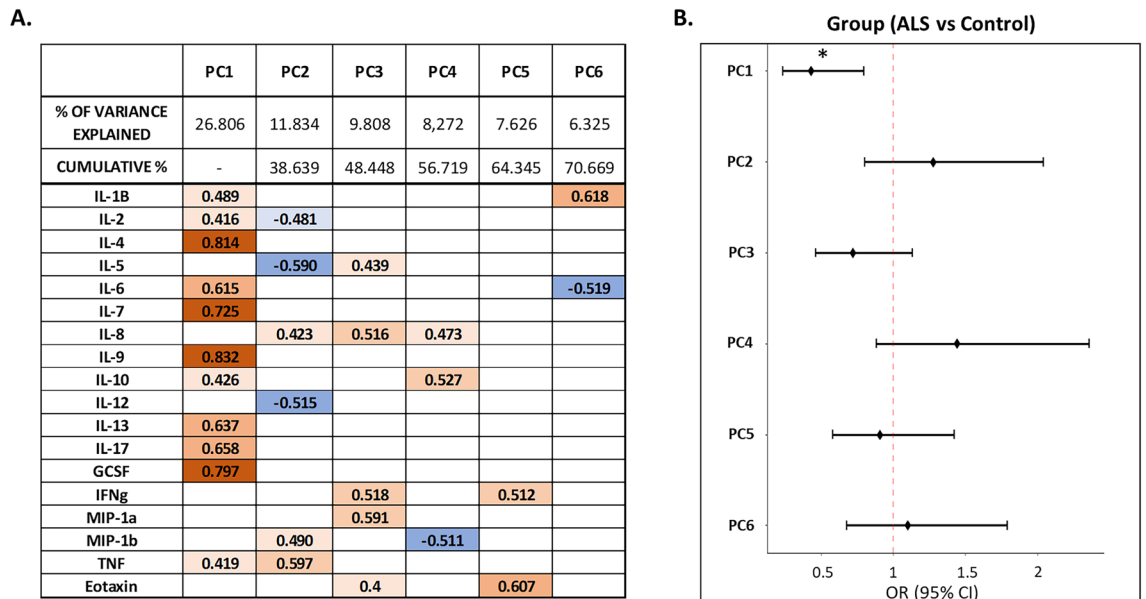 A.
PC1 PC2 PC3 PC4 PC5 PC6
% OF VARIANCE
EXPLAINED
26.806 11.834 9.808 8,272 7.626 6.325
CUMULATIVE % - 38.639 48.448 56.719 64.345 70.669
IL-1B 0.489 0.618
IL-2 0.416 -0.481
IL-4 0.814
IL-5 -0.590 0.439
IL-6 0.615 -0.519
IL-7 0.725
IL-8 0.423 0.516 0.473
IL-9 0.832
IL-10 0.426 0.527
IL-12 -0.515
IL-13 0.637
IL-17 0.658
GCSF 0.797
IFNg 0.518 0.512
MIP-1a 0.591
MIP-1b 0.490 -0.511
TNF 0.419 0.597
Eotaxin 0.4 0.607
B.
Group (ALS vs Control)
*
PC1
PC2
PC3
PC4
PC5
PC6
0.5 1 1.5 2
OR (95% CI)